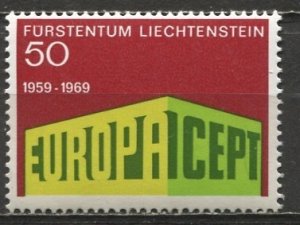 FÜRSTENTUM LIECHTENSTEIN
50
1959-1969
EUROPA CEPT